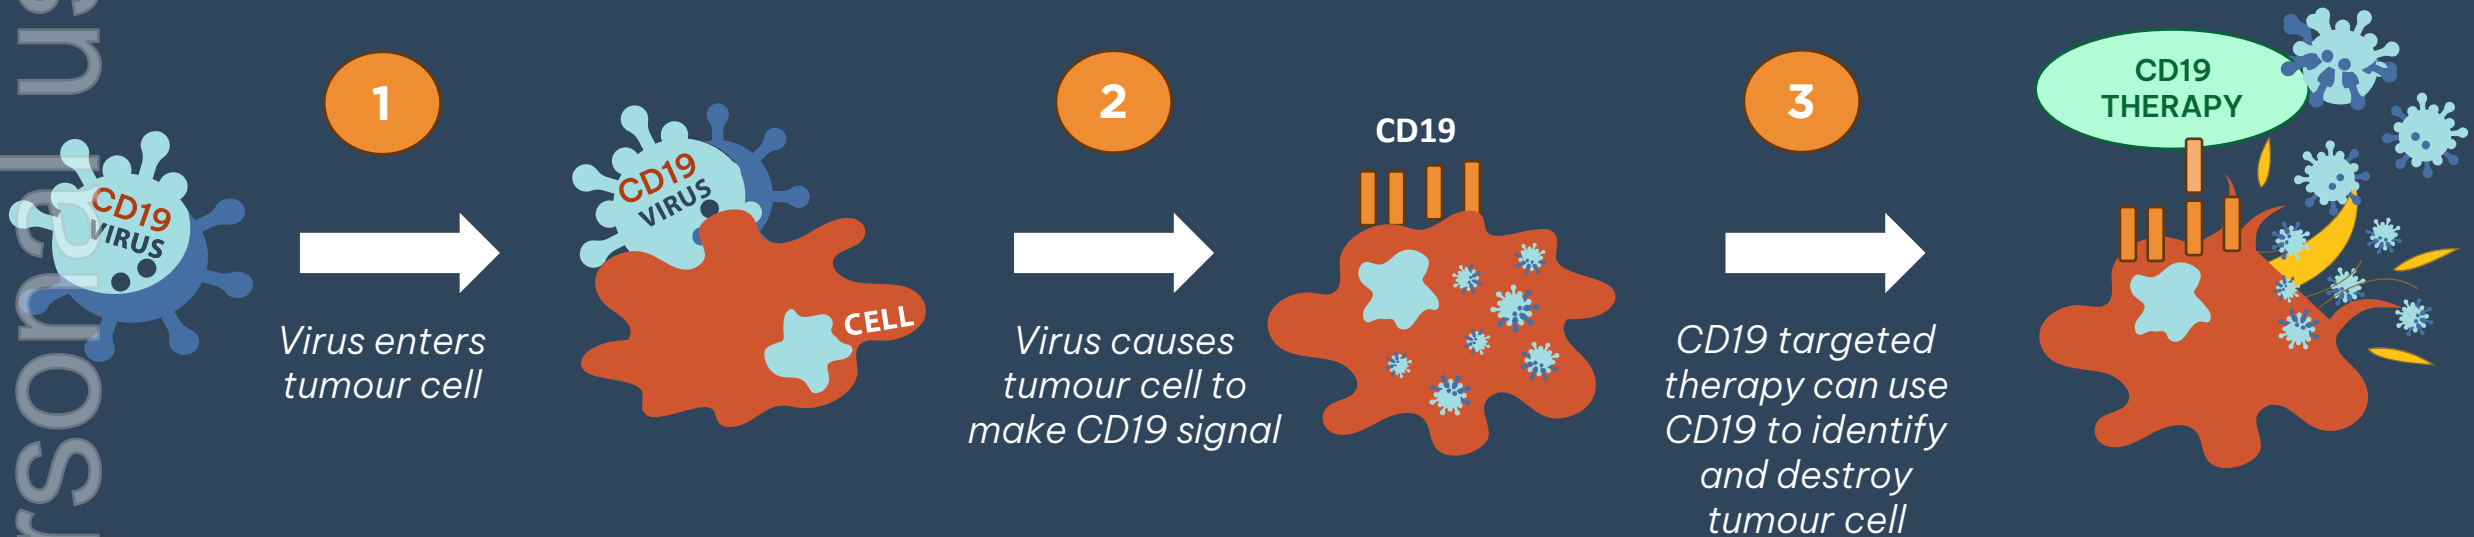 CD19
VIRUS
1
Virus enters
tumour cell
CD19
VIRUS
CELL
2
Virus causes
tumour cell to
make CD19 signal
CD19
3
CD19 targeted
therapy can use
CD19 to identify
and destroy
tumour cell
CD19
THERAPY